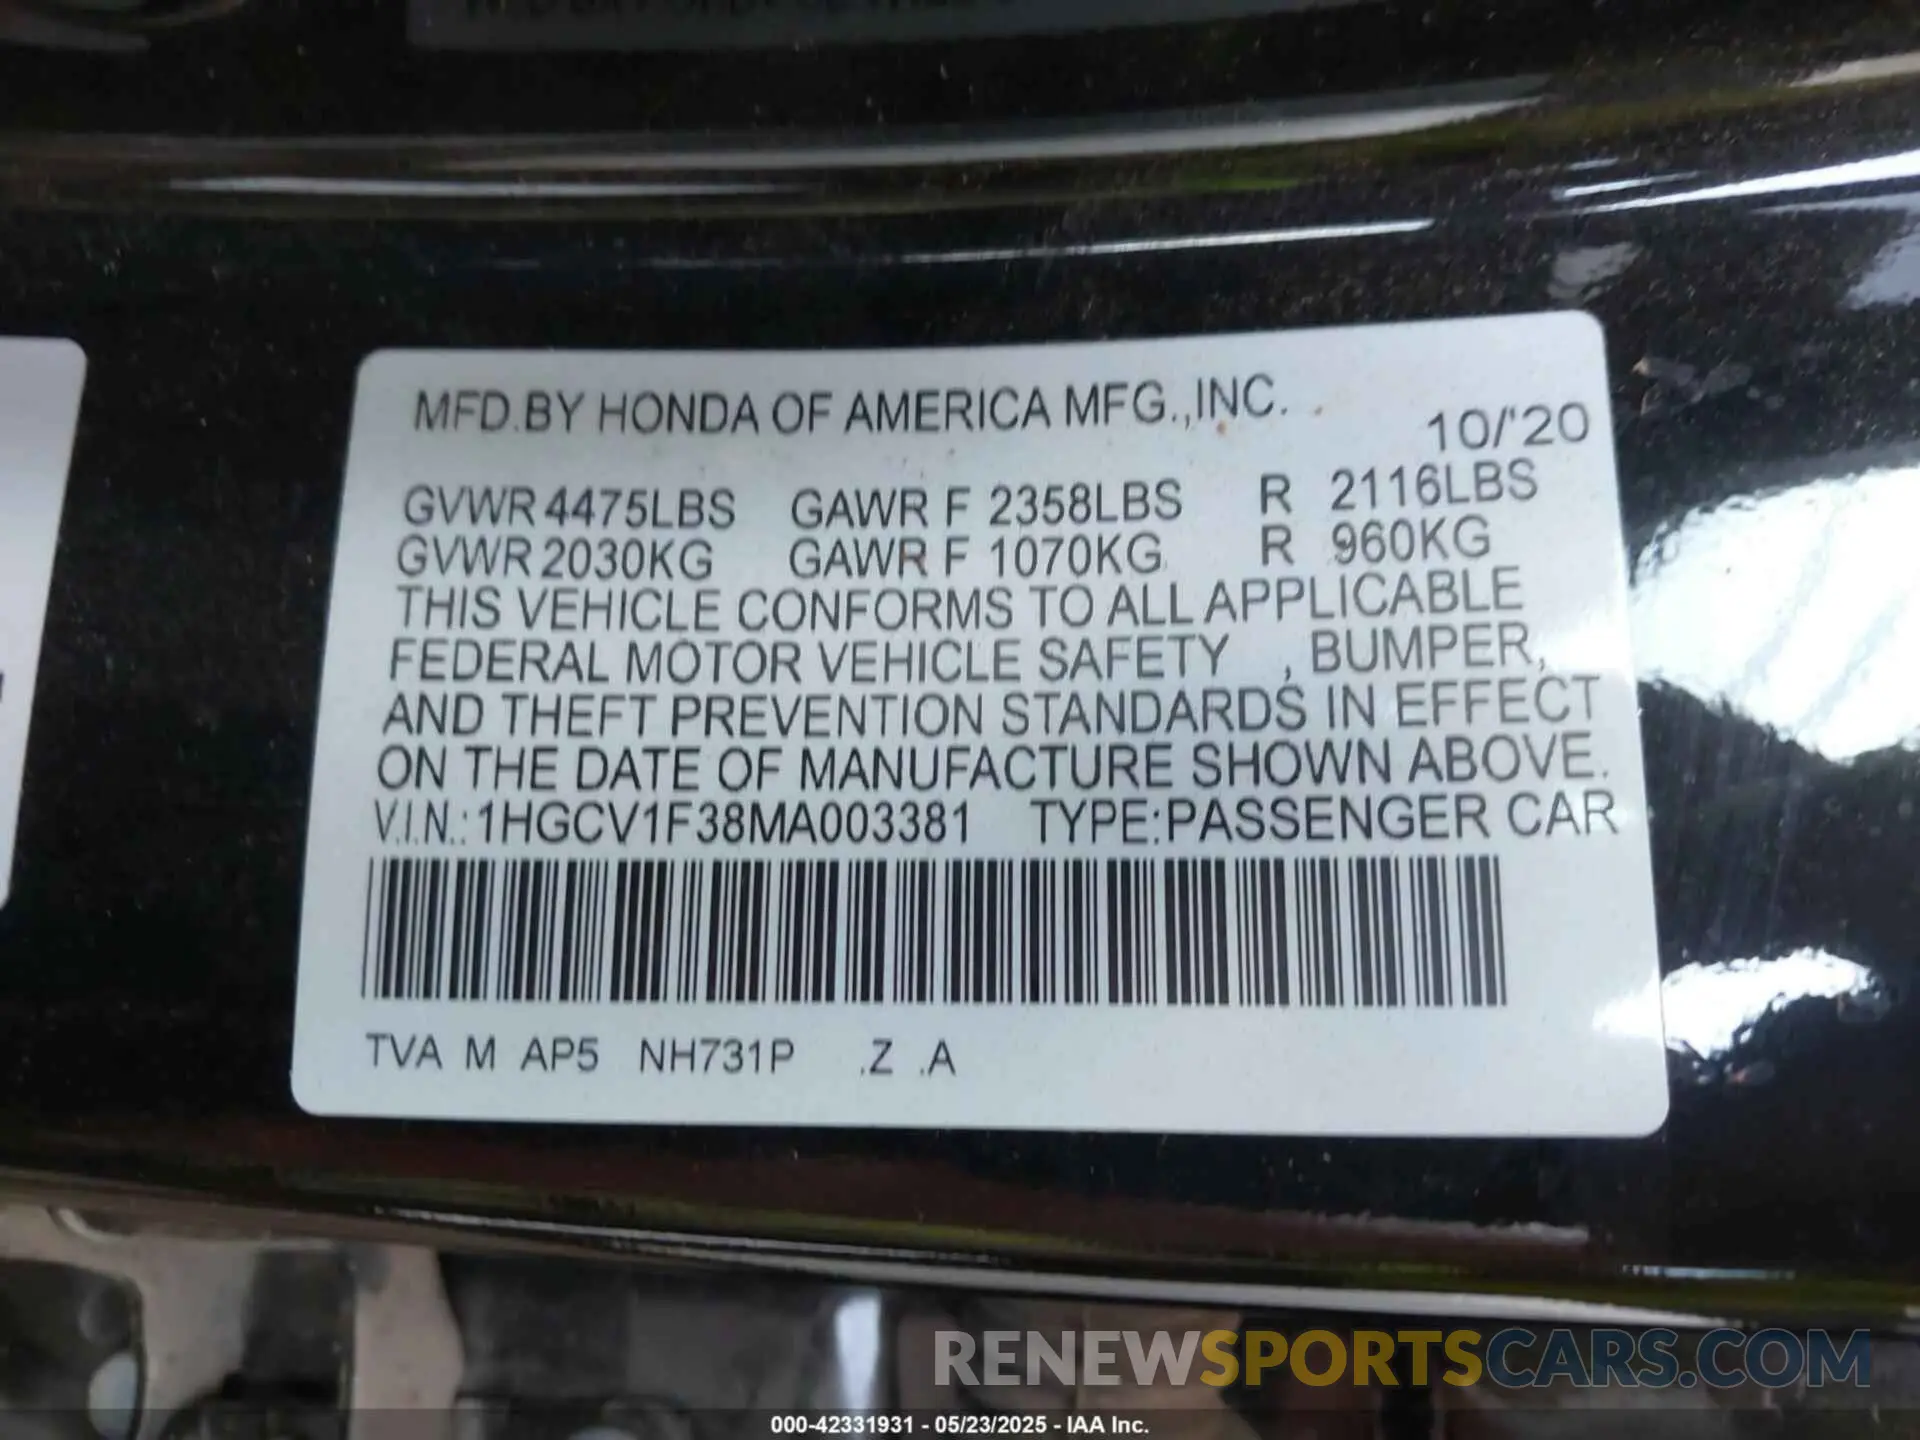 MFD.BY HONDA OF AMERICA MFG.,INC.
10/'20
GVWR 4475LBS GAWR F 2358LBS R 2116LBS
GVWR 2030KG GAWR F 1070KG R 960KG
THIS VEHICLE CONFORMS TO ALL APPLICABLE
FEDERAL MOTOR VEHICLE SAFETY , BUMPER,
AND THEFT PREVENTION STANDARDS IN EFFECT
ON THE DATE OF MANUFACTURE SHOWN ABOVE.
V.I.N.:1HGCV1F38MA003381 TYPE:PASSENGER CAR
TVA M AP5 NH731P .Z .A
RENEWSPORTSCARS.COM
000-42331931 - 05/23/2025 - IAA Inc.